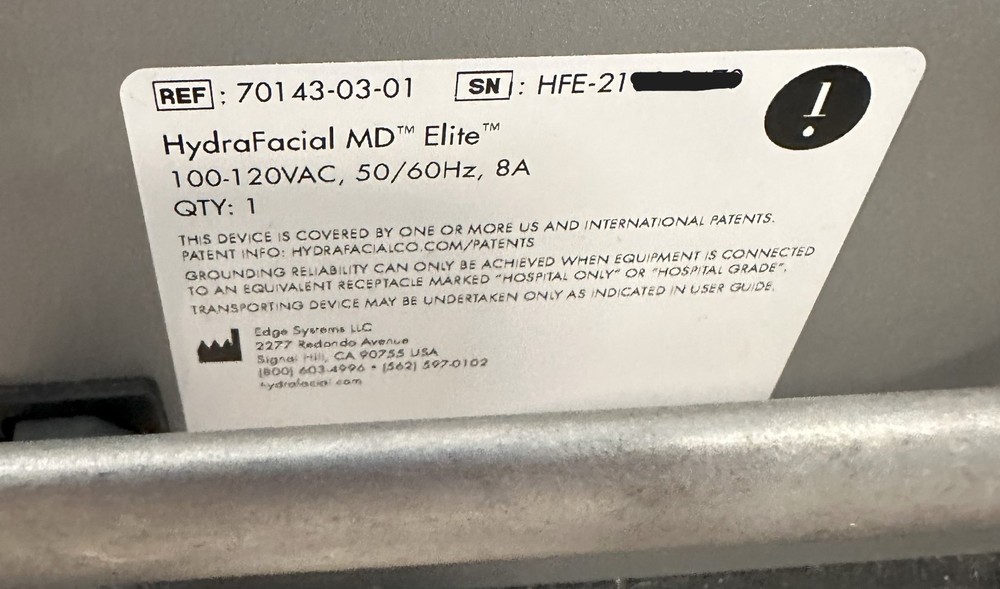 REF : 70143-03-01 SN : HFE-21
HydraFacial MD™ Elite™
100-120VAC, 50/60Hz, 8A
QTY: 1
THIS DEVICE IS COVERED BY ONE OR MORE US AND INTERNATIONAL PATENTS.
PATENT INFO: HYDRAFACIALCO.COM/PATENTS
GROUNDING RELIABILITY CAN ONLY BE ACHIEVED WHEN EQUIPMENT IS CONNECTED
TO AN EQUIVALENT RECEPTACLE MARKED "HOSPITAL ONLY" OR "HOSPITAL GRADE".
TRANSPORTING DEVICE MAY BE UNDERTAKEN ONLY AS INDICATED IN USER GUIDE.
Edge Systems LLC
2277 Redondo Avenue
Signal Hill, CA 90755 USA
(800) 603-4996 • (562) 597-0102
hydrafacial.com